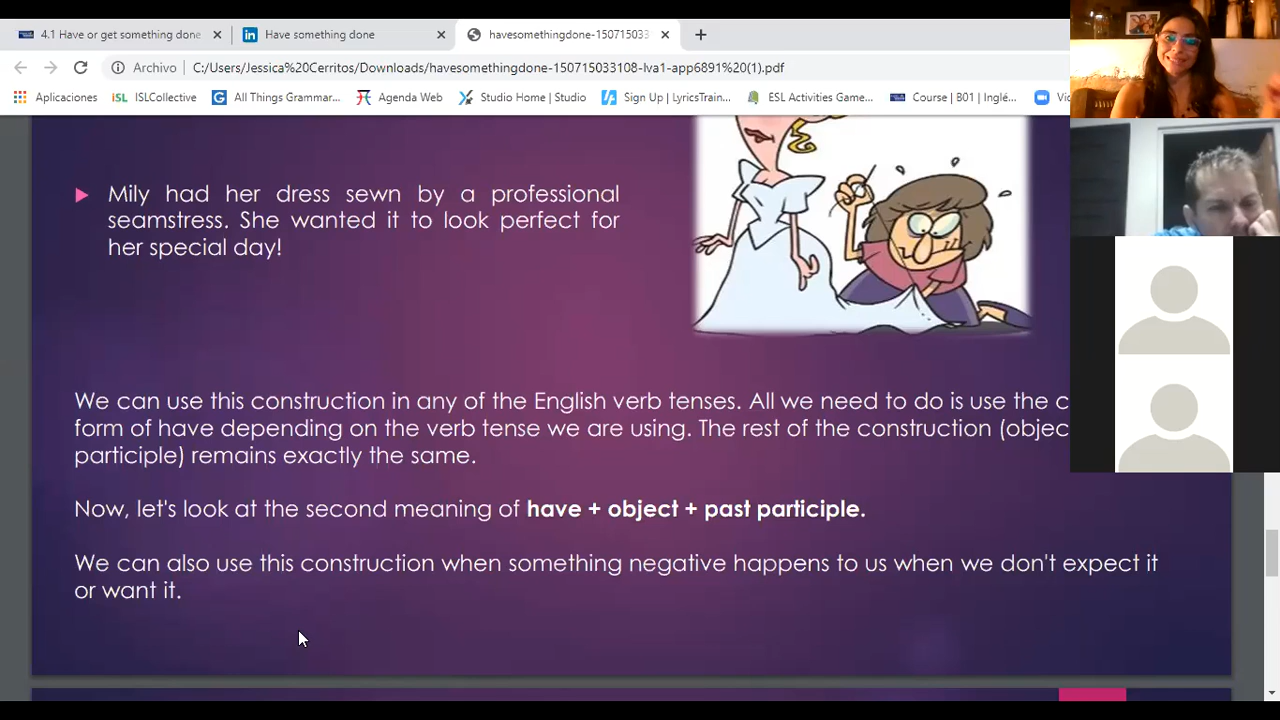 4.1 Have or get something done
Have something done
havesomethingdone-150715033
Archivo
C:/Users/Jessica%20Cerritos/Downloads/havesomethingdone-150715033108-lva1-app6891%20(1).pdf
Aplicaciones
iSL ISLCollective
All Things Grammar...
Agenda Web
Studio Home | Studio
Sign Up | LyricsTrain...
ESL Activities Game...
Course | B01 | Inglé...
Mily had her dress sewn by a professional
seamstress. She wanted it to look perfect for
her special day!
We can use this construction in any of the English verb tenses. All we need to do is use the c
form of have depending on the verb tense we are using. The rest of the construction (objec
participle) remains exactly the same.
Now, let's look at the second meaning of have + object + past participle.
We can also use this construction when something negative happens to us when we don't expect it
or want it.